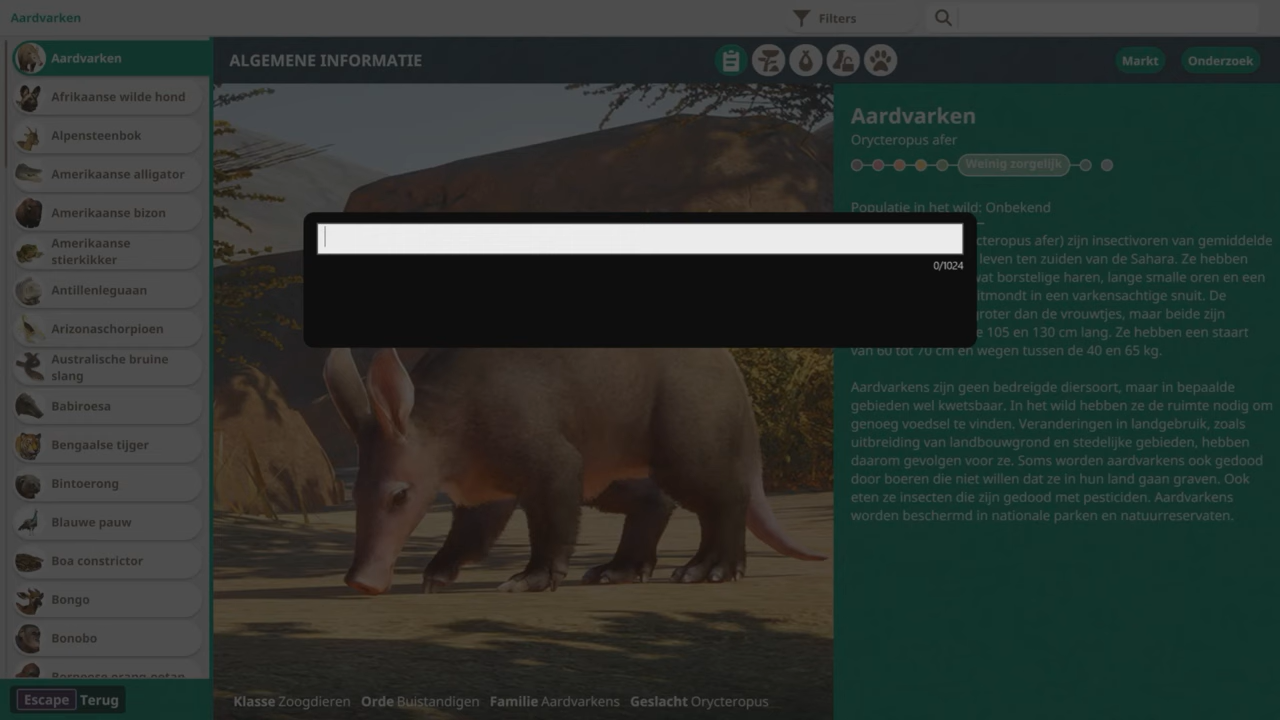 Aardvarken
Filters
Aardvarken
Afrikaanse wilde hond
Alpensteenbok
Amerikaanse alligator
Amerikaanse bizon
Amerikaanse
stierkikker
Antillenleguaan
Arizonaschorpioen
Australische bruine
slang
Babiroesa
Bengaalse tijger
Bintoerong
Blauwe pauw
Boa constrictor
Bongo
Bonobo
Escape Terug
ALGEMENE INFORMATIE
Markt Onderzoek
0/1024
Klasse Zoogdieren Orde Buistandigen Familie Aardvarkens Geslacht Orycteropus
Aardvarken
Orycteropus afer
Weinig zorgelijk
Populatie in het wild: Onbekend
afer) zijn insectivoren van gemiddelde
leven ten zuiden van de Sahara. Ze hebben
borstelige haren, lange smalle oren en een
in een varkensachtige snuit. De
groter dan de vrouwtjes, maar beide zijn
105 en 130 cm lang. Ze hebben een staart
van 60 tot 70 cm en wegen tussen de 40 en 65 kg.
Aardvarkens zijn geen bedreigde diersoort, maar in bepaalde
gebieden wel kwetsbaar. In het wild hebben ze de ruimte nodig om
genoeg voedsel te vinden. Veranderingen in landgebruik, zoals
uitbreiding van landbouwgrond en stedelijke gebieden, hebben
daarom gevolgen voor ze. Soms worden aardvarkens ook gedood
door boeren die niet willen dat ze in hun land gaan graven. Ook
eten ze insecten die zijn gedood met pesticiden. Aardvarkens
worden beschermd in nationale parken en natuurreservaten.